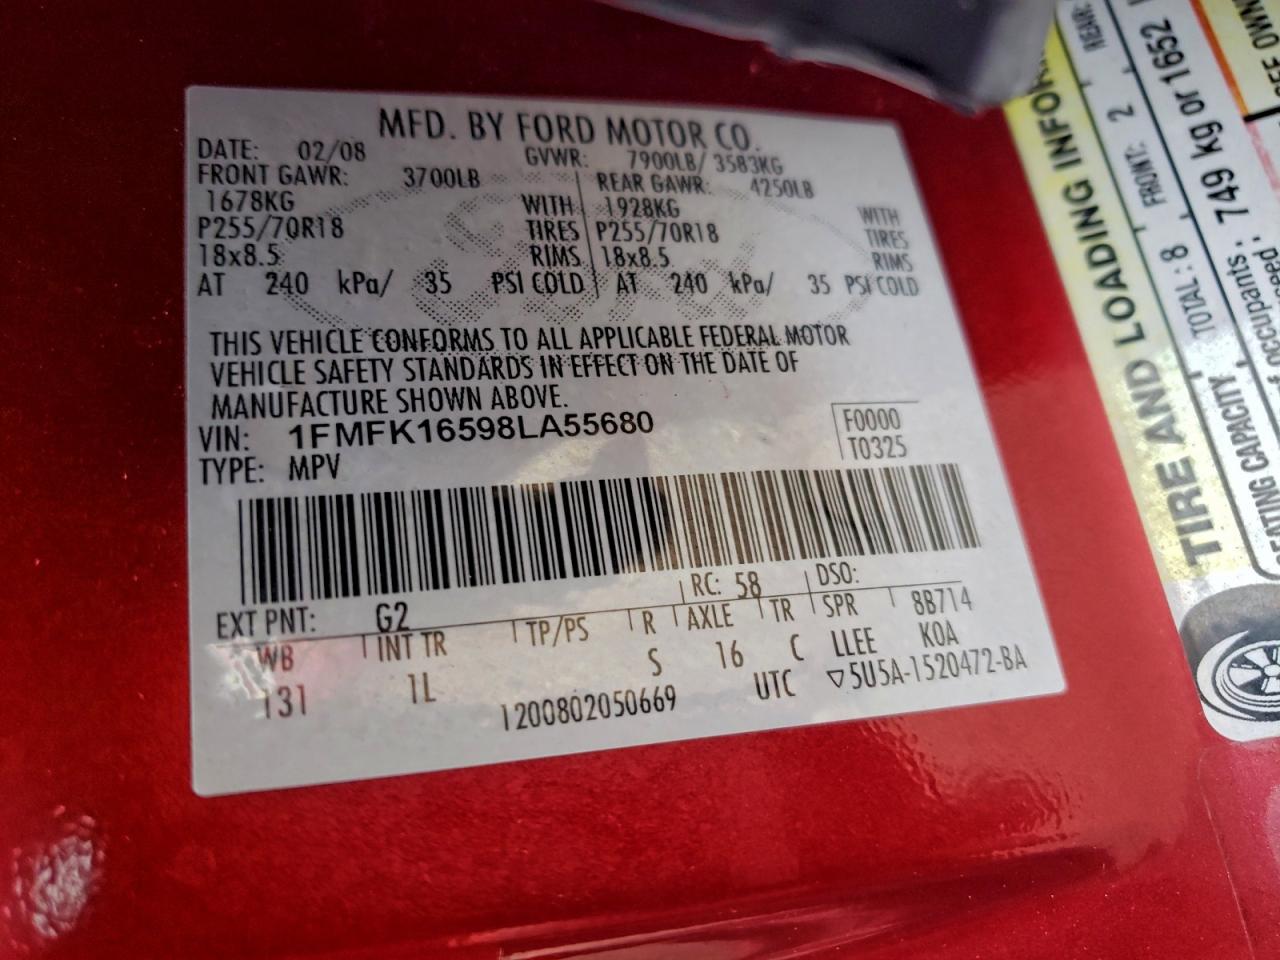 MFD. BY FORD MOTOR CO.
DATE: 02/08 GVWR: 7900LB/ 3583KG
FRONT GAWR: 3700LB REAR GAWR: 4250LB
1678KG WITH 1928KG WITH
P255/70R18 TIRES P255/70R18 TIRES
18x8.5 RIMS 18x8.5 RIMS
AT 240 kPa/ 35 PSI COLD AT 240 kPa/ 35 PSI COLD
THIS VEHICLE CONFORMS TO ALL APPLICABLE FEDERAL MOTOR
VEHICLE SAFETY STANDARDS IN EFFECT ON THE DATE OF
MANUFACTURE SHOWN ABOVE.
VIN: 1FMFK16598LA55680 F0000
TYPE: MPV T0325
RC: 58 DSO:
EXT PNT: G2
WB INT TR TP/PS R AXLE TR SPR 8B714
131 1L S 16 C LLEE KOA
1200802050669 UTC ▽5U5A-1520472-BA
TIRE AND LOADING
CAPACITY TOTAL: 8 FRONT: 2 REAR:
occupants: 749 kg or 1652